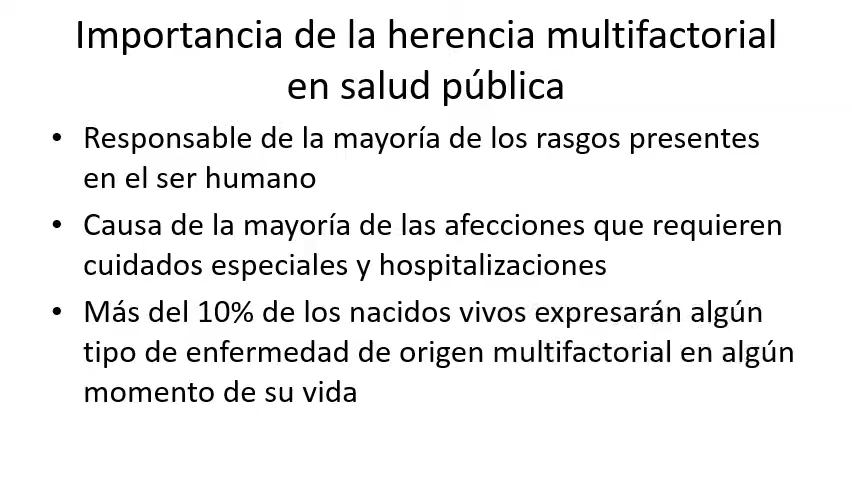 Importancia de la herencia multifactorial
en salud pública
• Responsable de la mayoría de los rasgos presentes
en el ser humano
• Causa de la mayoría de las afecciones que requieren
cuidados especiales y hospitalizaciones
• Más del 10% de los nacidos vivos expresarán algún
tipo de enfermedad de origen multifactorial en algún
momento de su vida